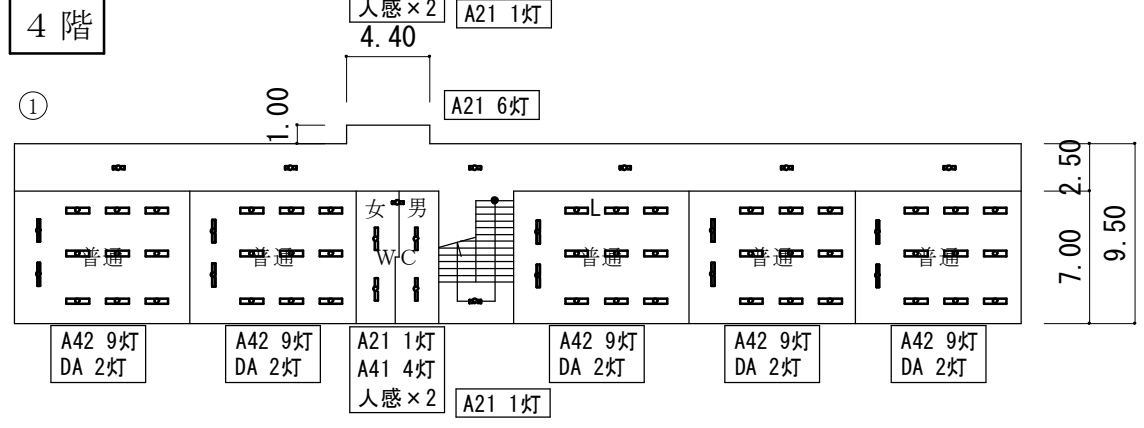 人感×2
A21 1灯
4 階
4.40
①
1.00
A21 6灯
2.50
女
男
L
普通
普通
WC
普通
普通
普通
7.00
9.50
A42 9灯
DA 2灯
A42 9灯
DA 2灯
A21 1灯
A41 4灯
人感×2
A21 1灯
A42 9灯
DA 2灯
A42 9灯
DA 2灯
A42 9灯
DA 2灯